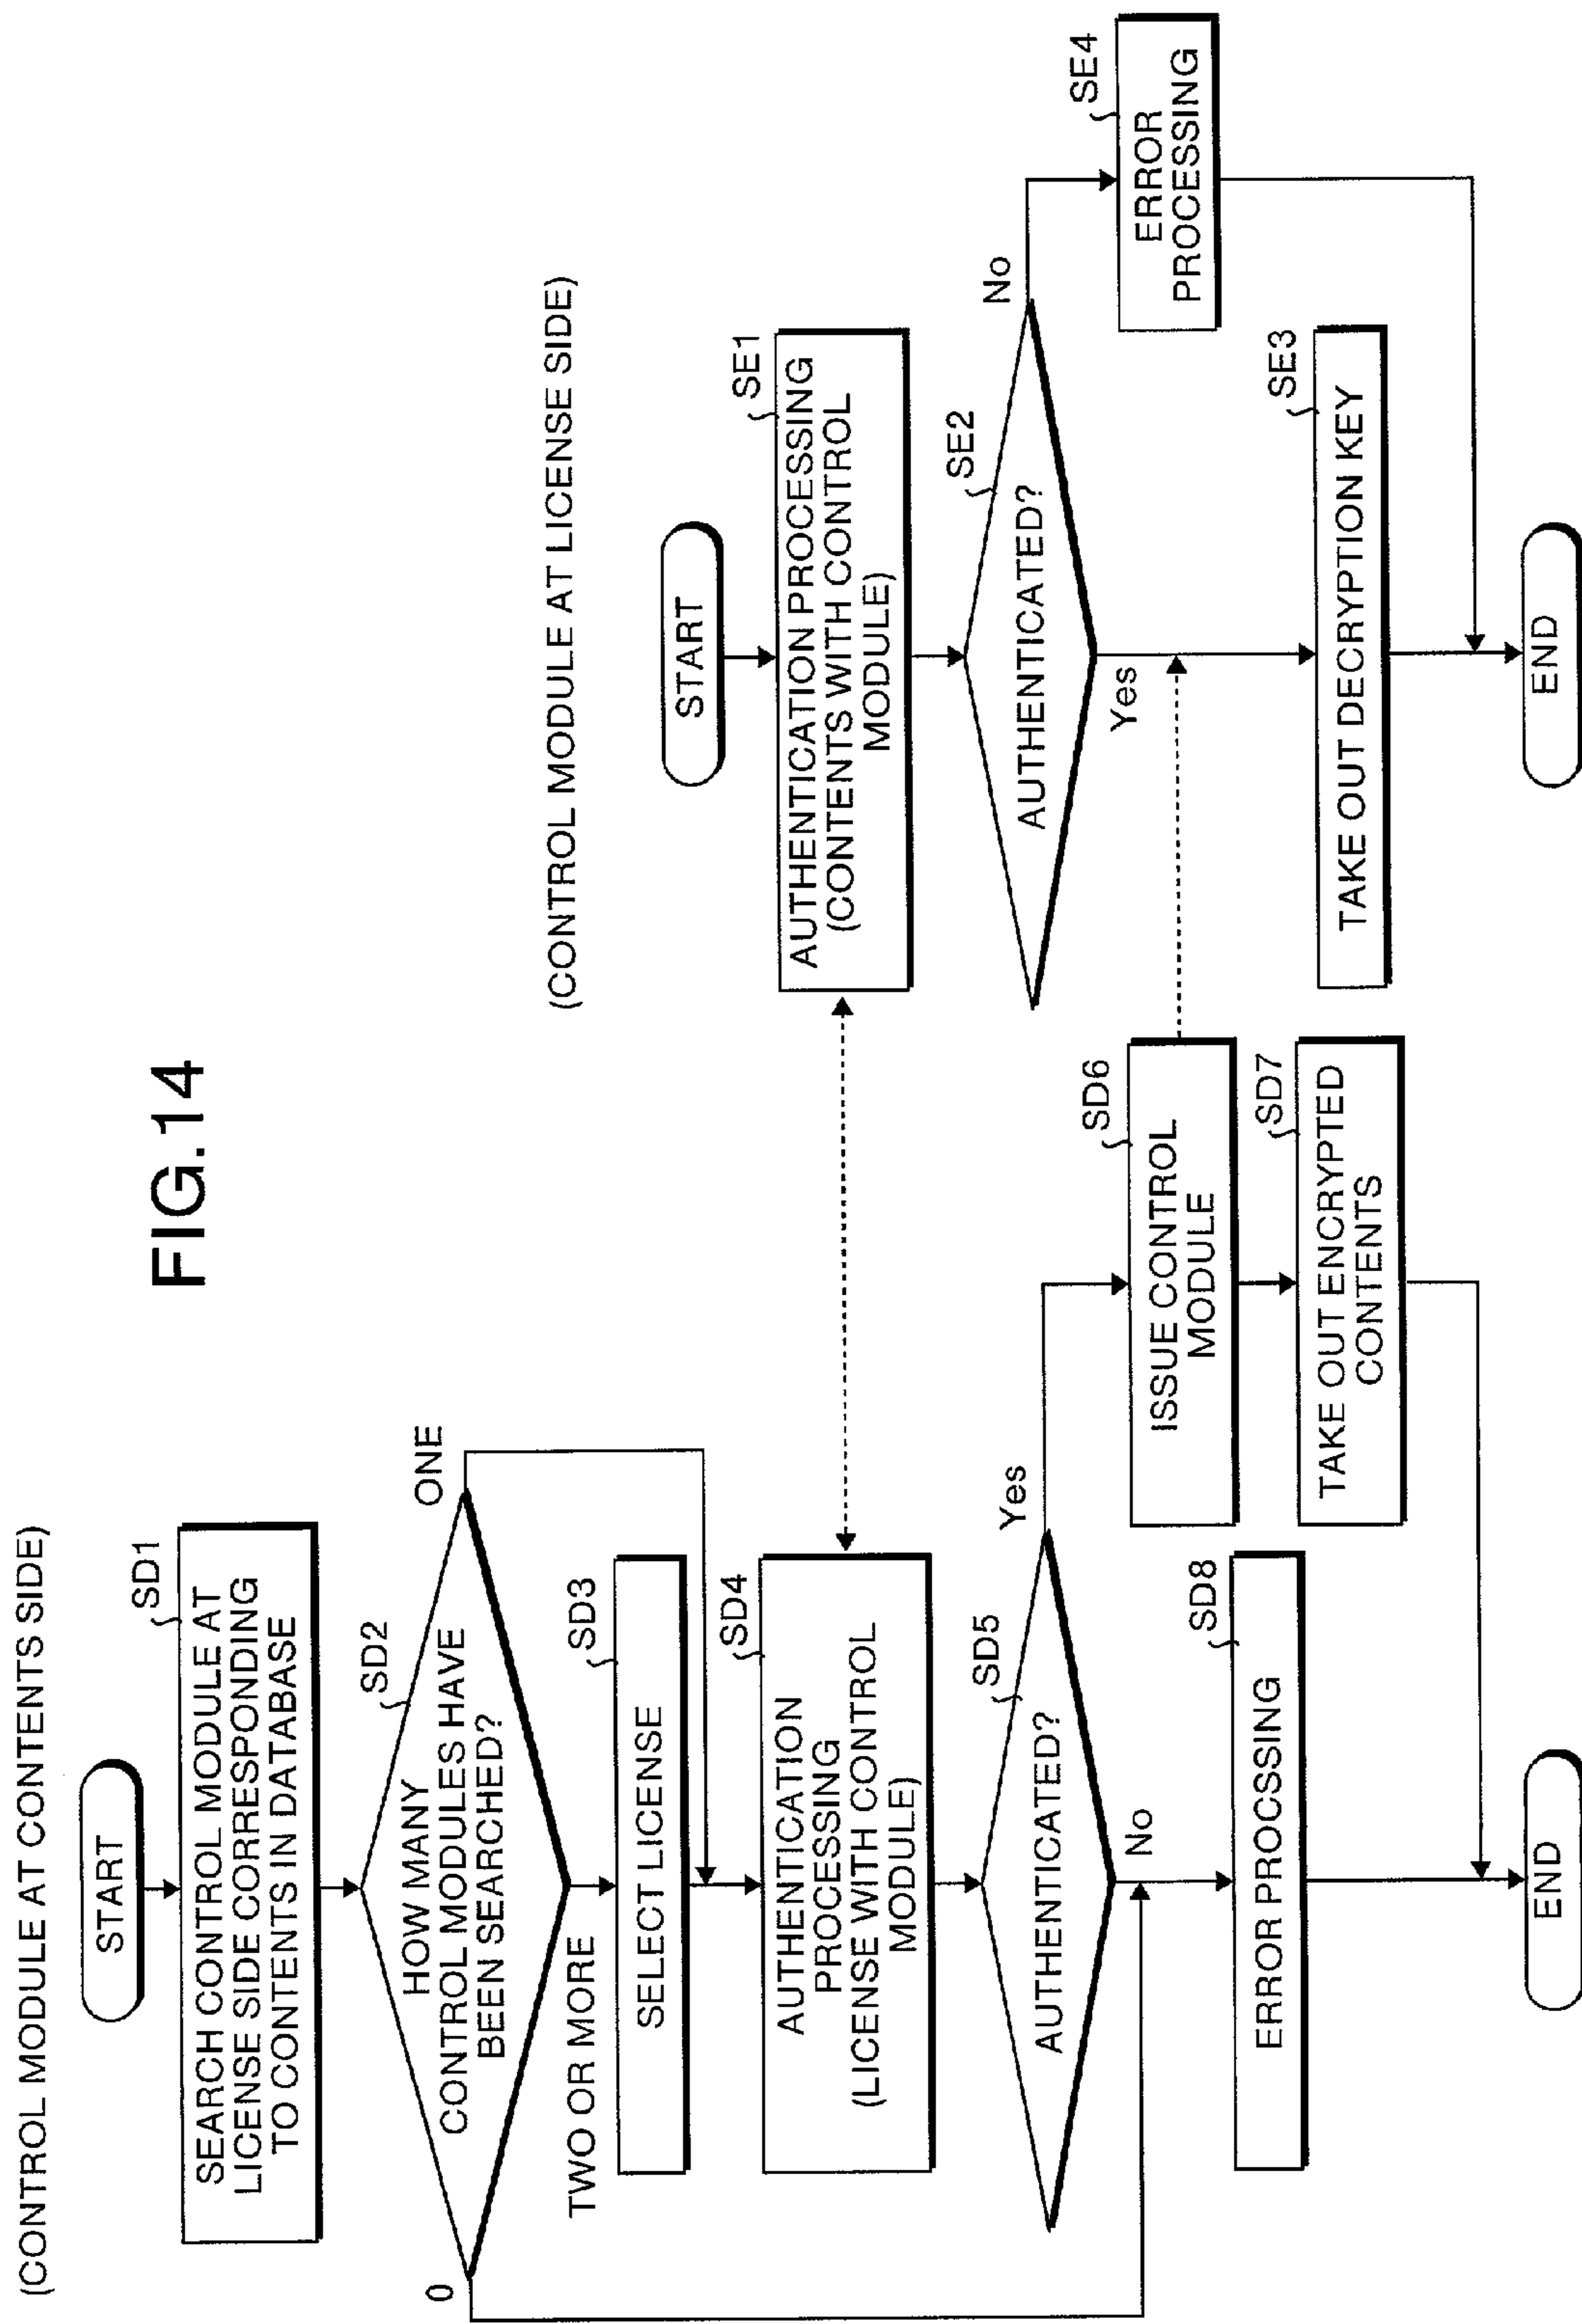 FIG.14
(CONTROL MODULE AT CONTENTS SIDE)
START
SD1
SEARCH CONTROL MODULE AT
LICENSE SIDE CORRESPONDING
TO CONTENTS IN DATABASE
SD2
HOW MANY
CONTROL MODULES HAVE
BEEN SEARCHED?
0
ONE
TWO OR MORE
SD3
SELECT LICENSE
SD4
AUTHENTICATION
PROCESSING
(LICENSE WITH CONTROL
MODULE)
SD5
AUTHENTICATED?
Yes
No
SD6
ISSUE CONTROL
MODULE
SD7
TAKE OUT ENCRYPTED
CONTENTS
SD8
ERROR PROCSSING
END
(CONTROL MODULE AT LICENSE SIDE)
START
SE1
AUTHENTICATION PROCESSING
(CONTENTS WITH CONTROL
MODULE)
SE2
AUTHENTICATED?
No
Yes
SE4
ERROR
PROCESSING
SE3
TAKE OUT DECRYPTION KEY
END